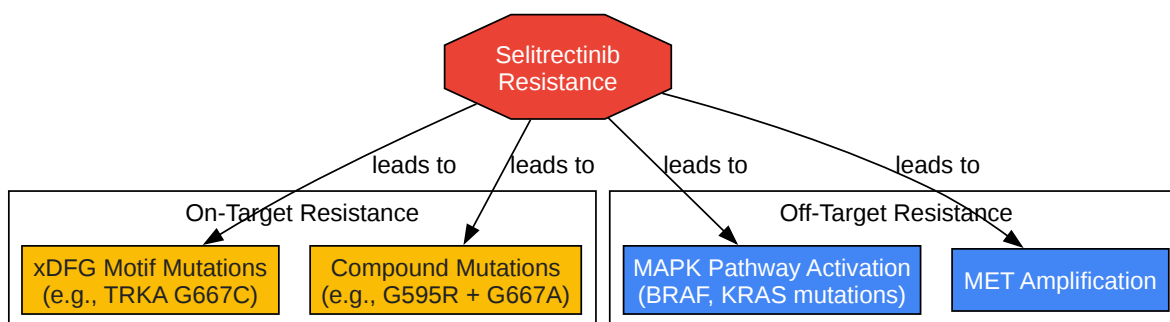 Selitrectinib
Resistance
leads to
leads to
leads to
leads to
On-Target Resistance
Off-Target Resistance
xDFG Motif Mutations
(e.g., TRKA G667C)
Compound Mutations
(e.g., G595R + G667A)
MAPK Pathway Activation
(BRAF, KRAS mutations)
MET Amplification